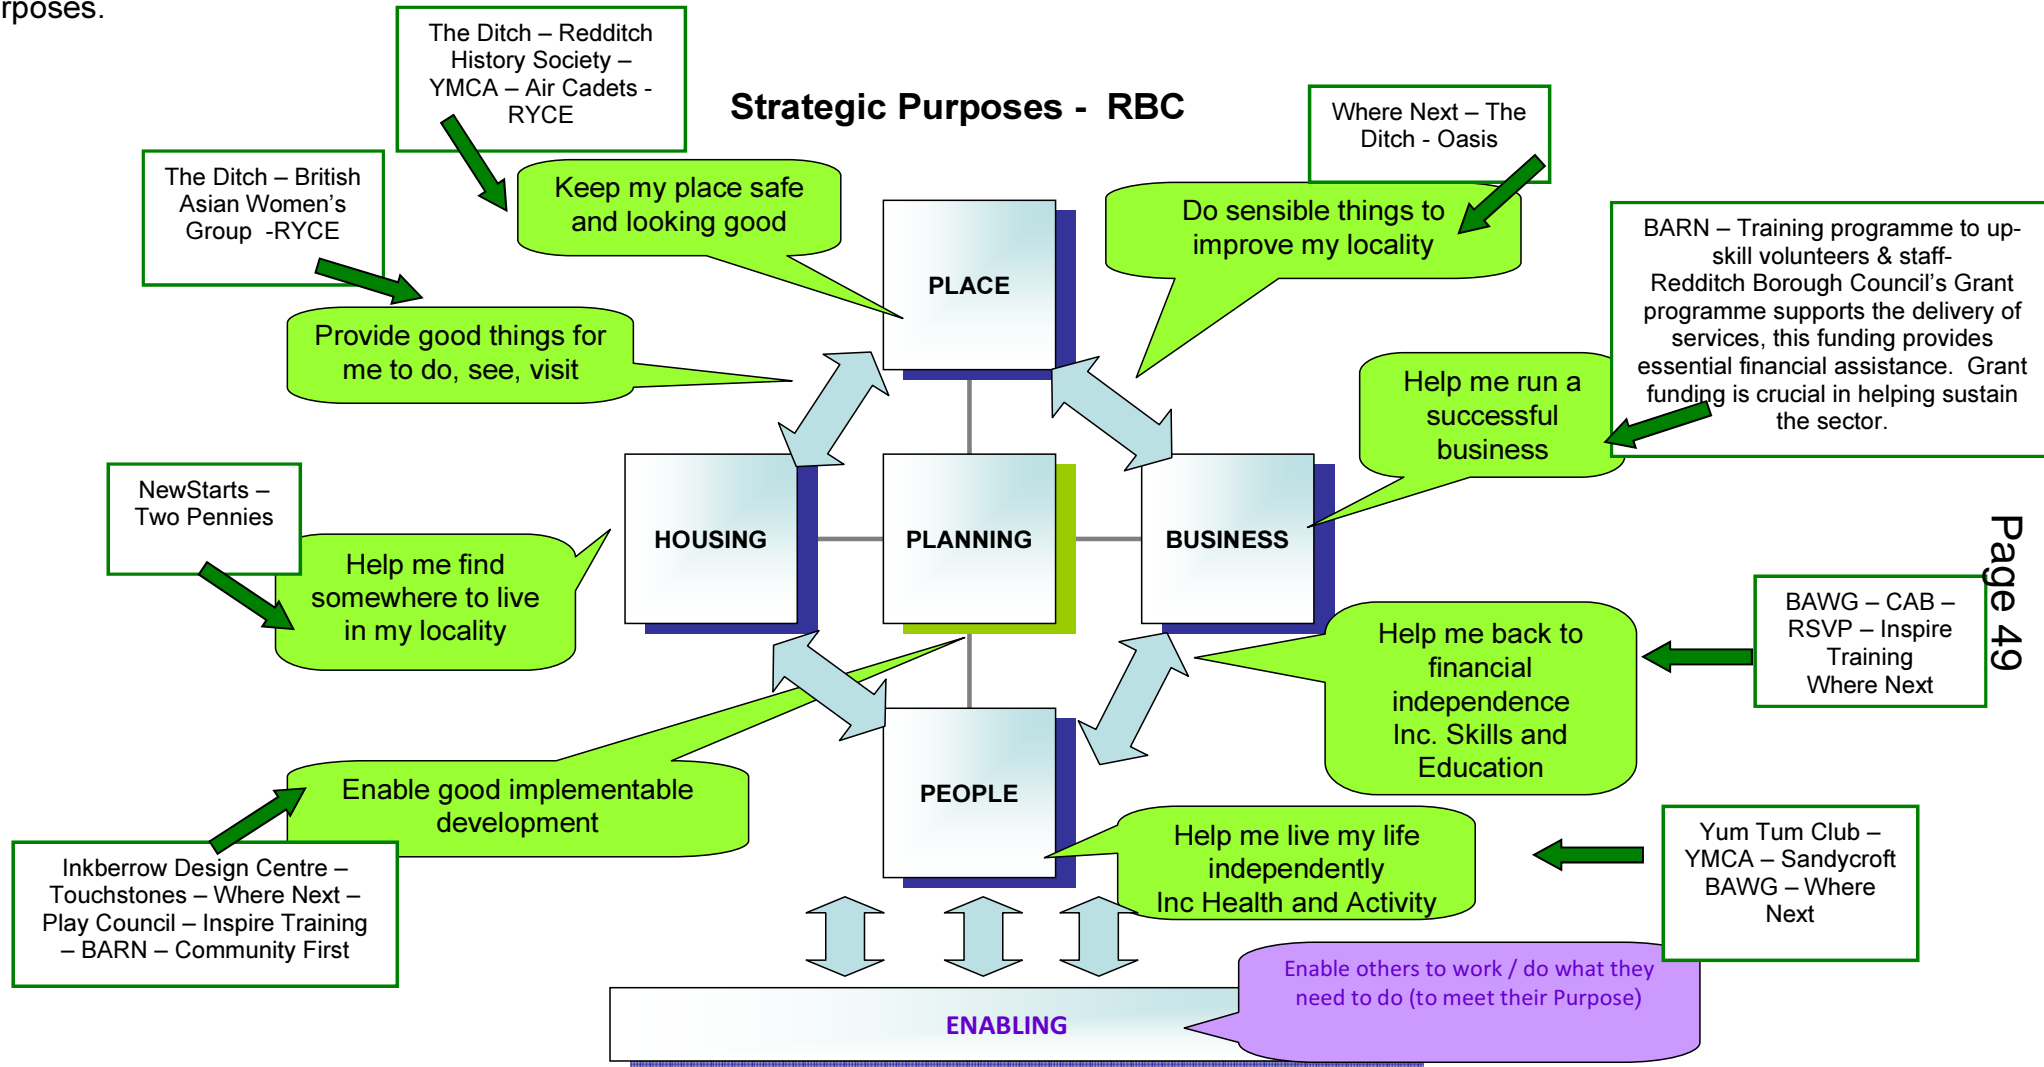 rposes.
The Ditch – Redditch
History Society –
YMCA – Air Cadets -
RYCE
Strategic Purposes -  RBC
Where Next – The
Ditch - Oasis
The Ditch – British
Asian Women's
Group  -RYCE
Keep my place safe
and looking good
Do sensible things to
improve my locality
BARN – Training programme to up-
skill volunteers & staff-
Redditch Borough Council's Grant
programme supports the delivery of
services, this funding provides
essential financial assistance.  Grant
funding is crucial in helping sustain
the sector.
PLACE
Provide good things for
me to do, see, visit
Help me run a
successful
business
NewStarts –
Two Pennies
HOUSING
PLANNING
BUSINESS
Page 49
Help me find
somewhere to live
in my locality
BAWG – CAB –
RSVP – Inspire
Training
Where Next
Help me back to
financial
independence
Inc. Skills and
Education
Enable good implementable
development
PEOPLE
Help me live my life
independently
Inc Health and Activity
Yum Tum Club –
YMCA – Sandycroft
BAWG – Where
Next
Inkberrow Design Centre –
Touchstones – Where Next –
Play Council – Inspire Training
– BARN – Community First
Enable others to work / do what they
need to do (to meet their Purpose)
ENABLING